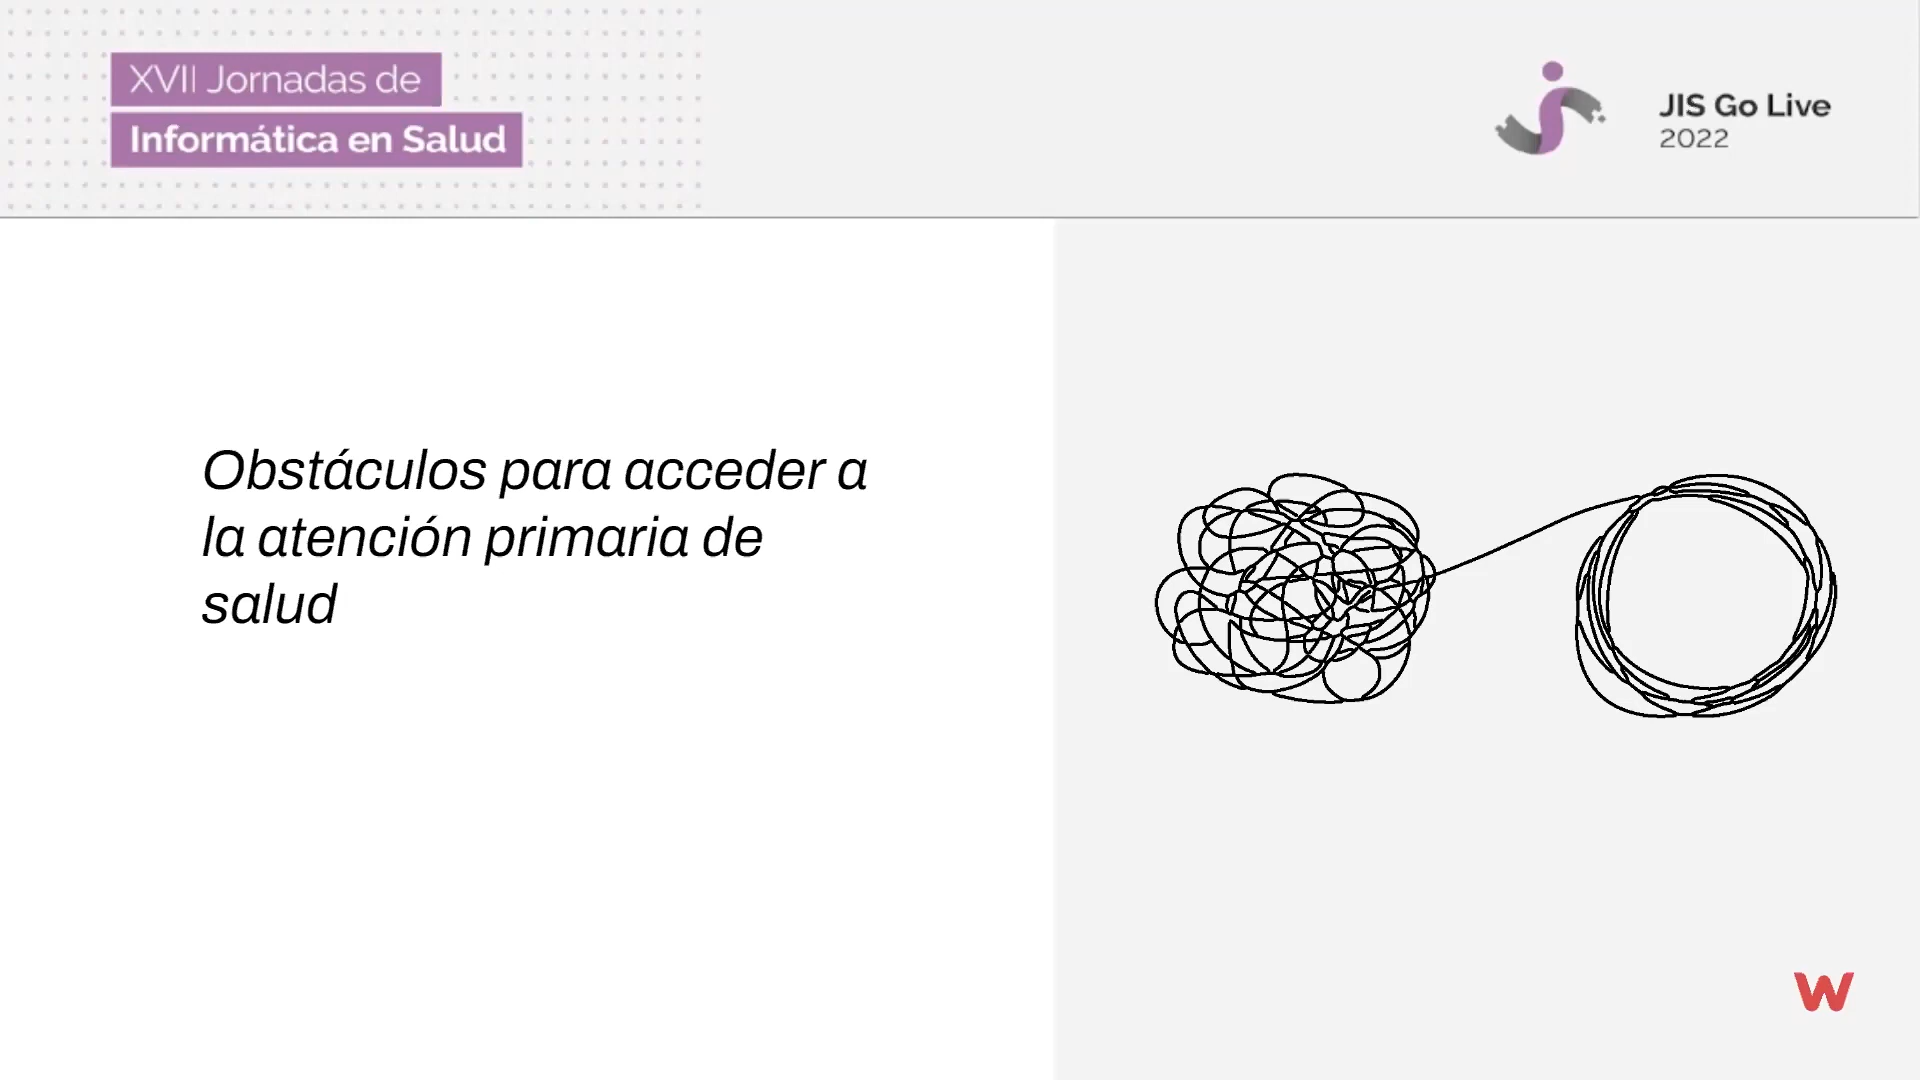 XVII Jornadas de
Informática en Salud
JIS Go Live
2022
Obstáculos para acceder a
la atención primaria de
salud
W